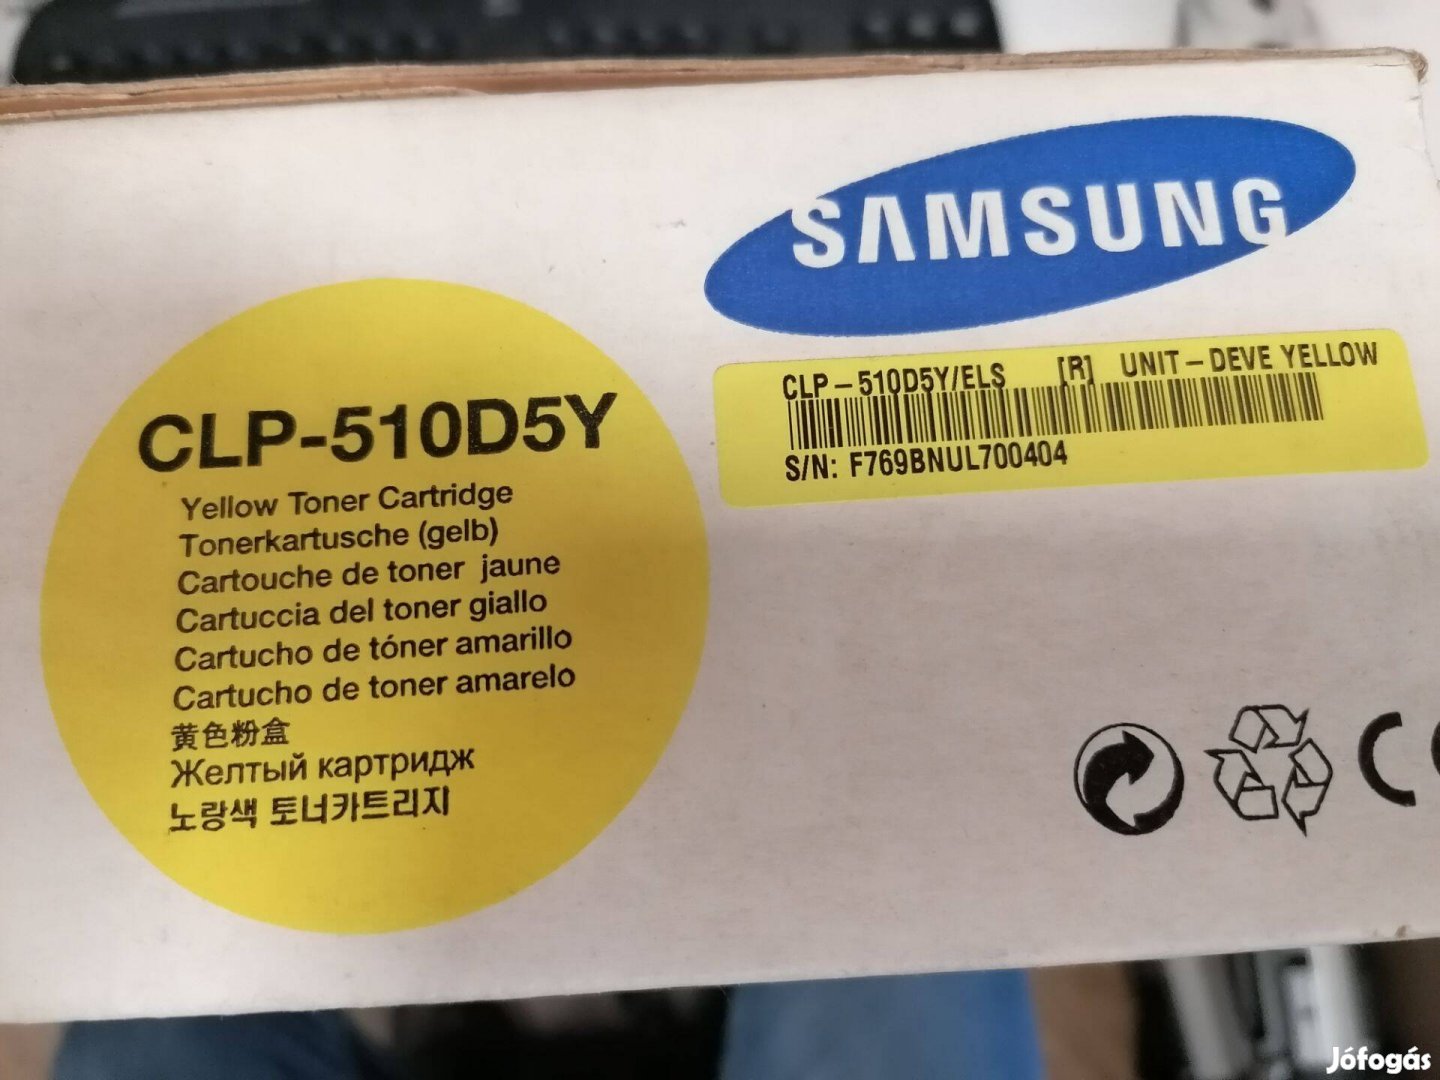 SAMSUNG
CLP-510D5Y/ELS [R] UNIT-DEVE YELLOW
S/N: F769BNUL700404
CLP-510D5Y
Yellow Toner Cartridge
Tonerkartusche (gelb)
Cartouche de toner jaune
Cartuccia del toner giallo
Cartucho de tóner amarillo
Cartucho de toner amarelo
黄色粉盒
Желтый картридж
노랑색 토너카트리지
Jófogás